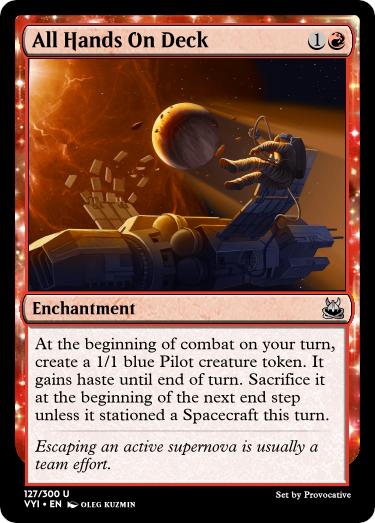 All Hands On Deck 1
Enchantment
At the beginning of combat on your turn,
create a 1/1 blue Pilot creature token. It
gains haste until end of turn. Sacrifice it
at the beginning of the next end step
unless it stationed a Spacecraft this turn.
Escaping an active supernova is usually a
team effort.
127/300 U
VYI • EN OLEG KUZMIN
Set by Provocative